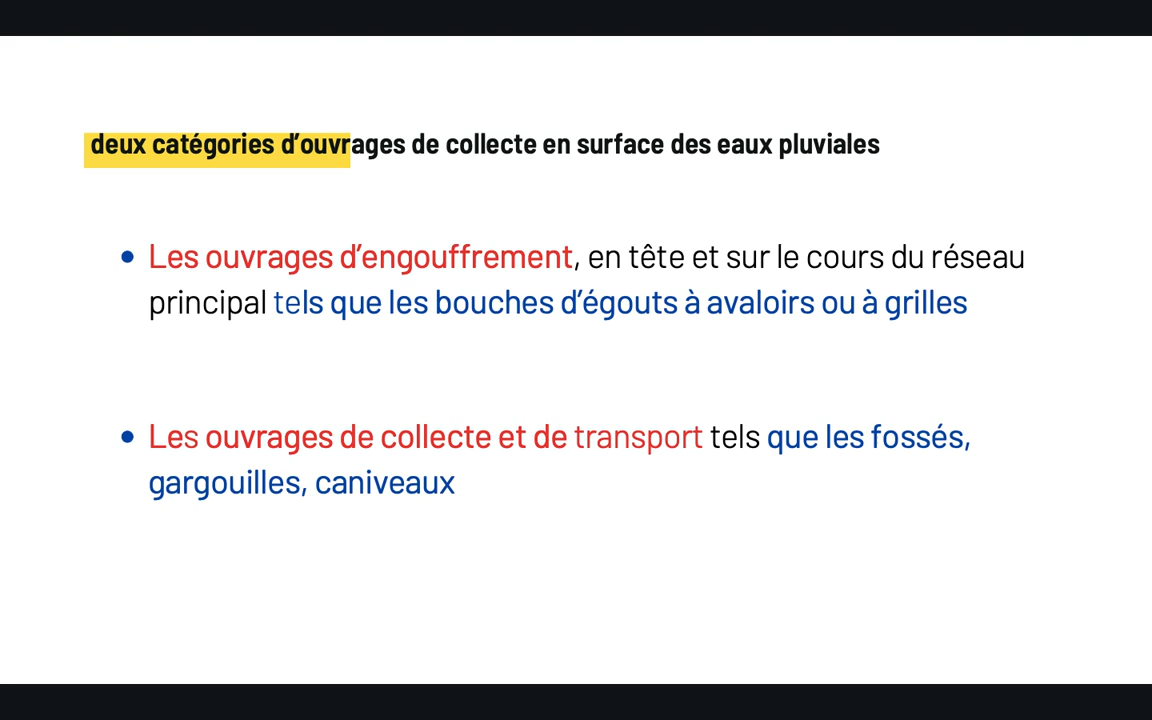 deux catégories d’ouvrages de collecte en surface des eaux pluviales
• Les ouvrages d’engouffrement, en tête et sur le cours du réseau
principal tels que les bouches d’égouts à avaloirs ou à grilles
• Les ouvrages de collecte et de transport tels que les fossés,
gargouilles, caniveaux